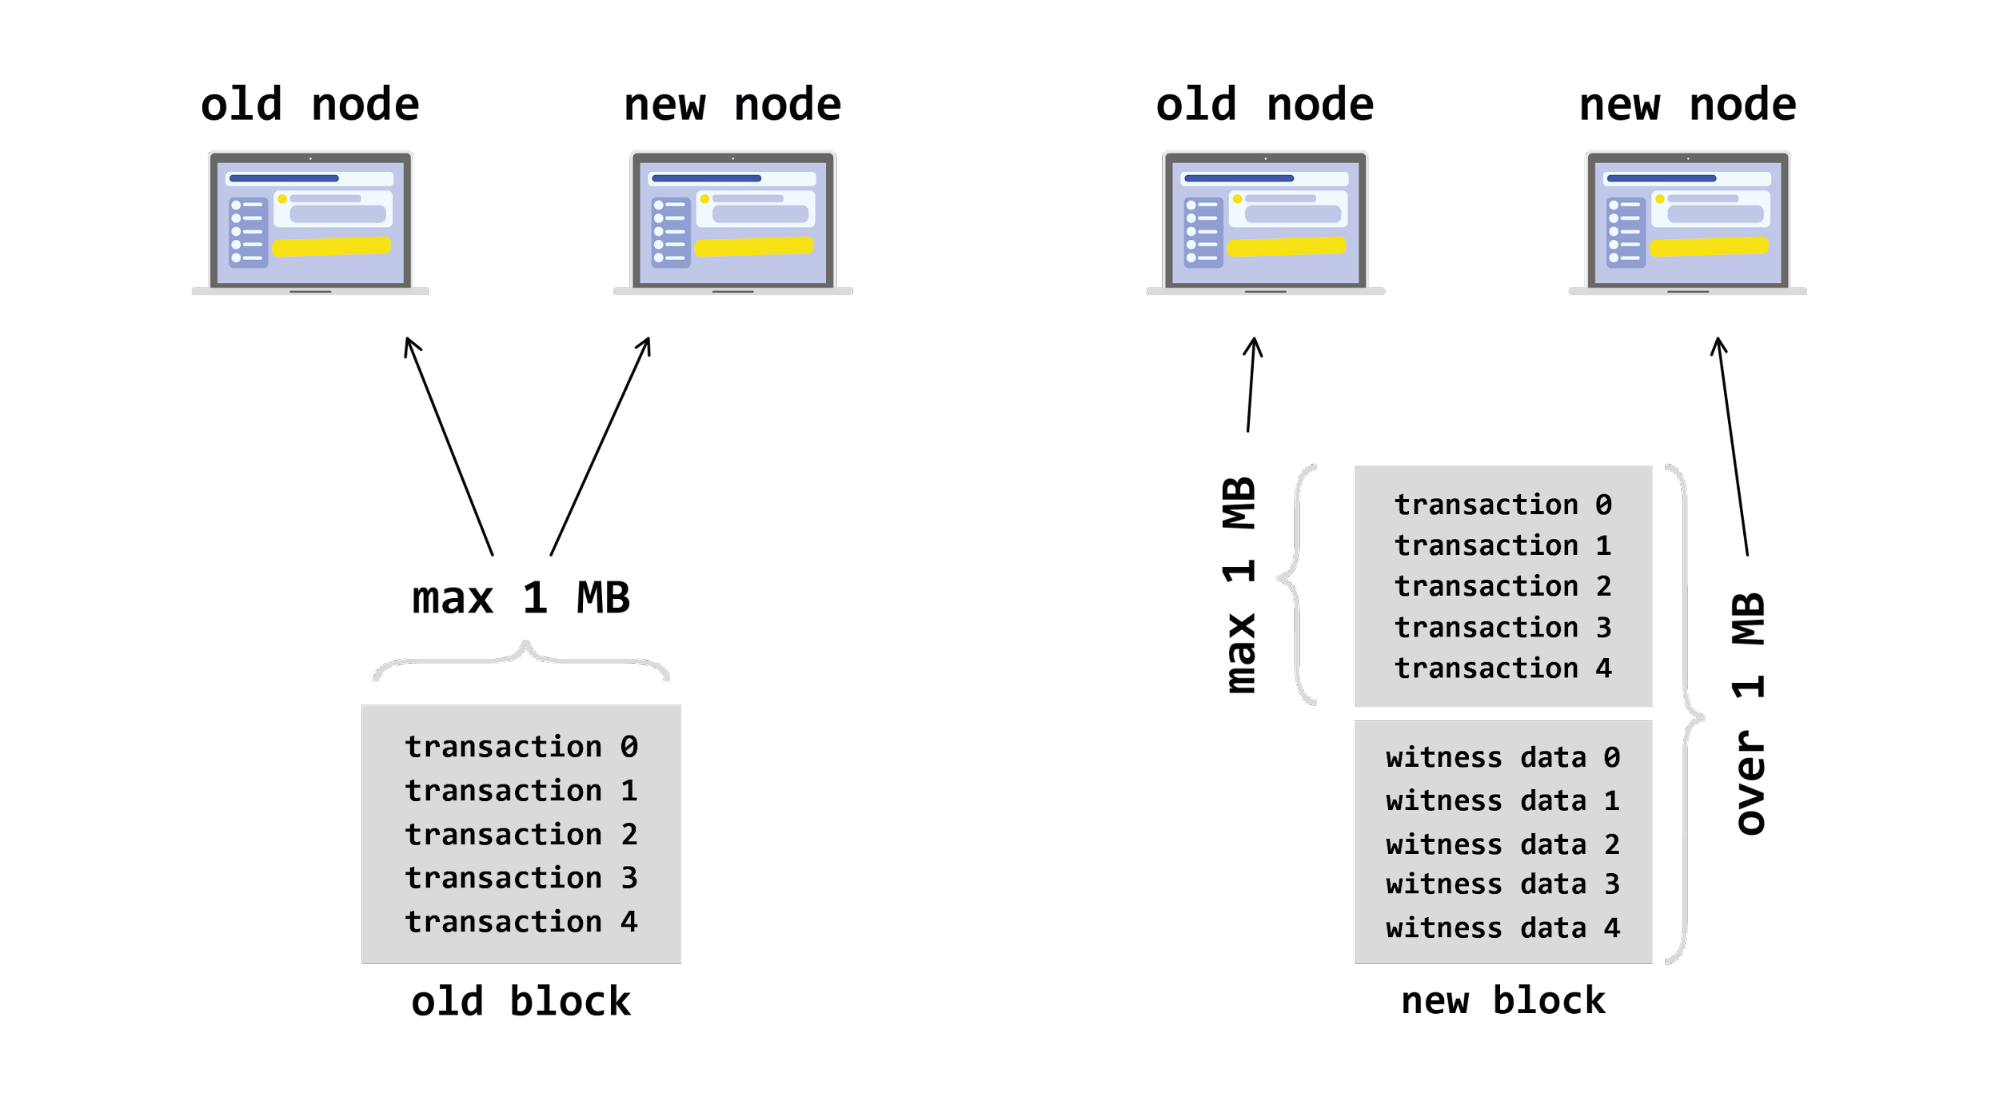 old node
new node
max 1 MB
transaction 0
transaction 1
transaction 2
transaction 3
transaction 4
old block
old node
new node
max 1 MB
transaction 0
transaction 1
transaction 2
transaction 3
transaction 4
over 1 MB
witness data 0
witness data 1
witness data 2
witness data 3
witness data 4
new block